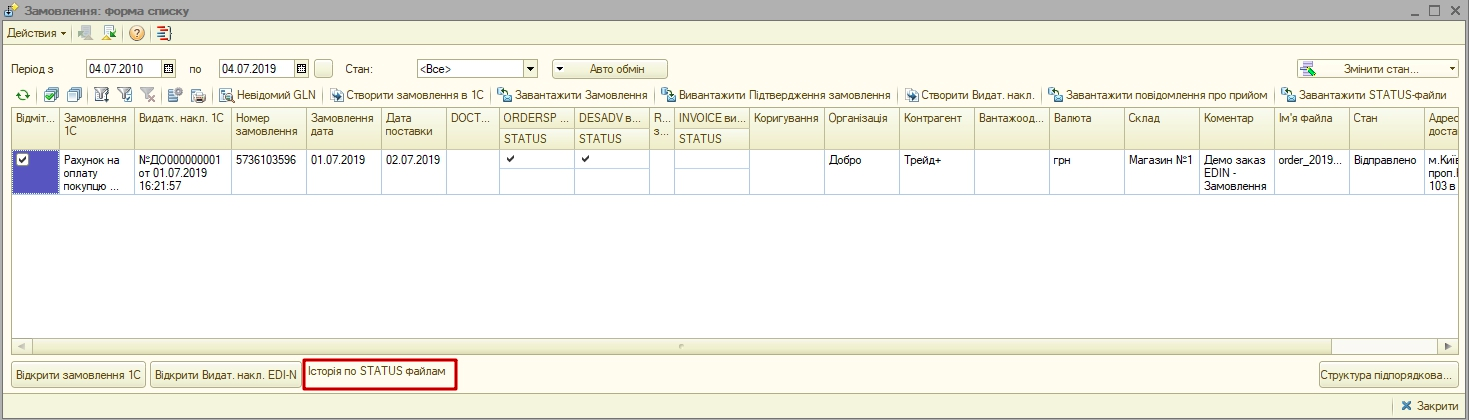 Замовлення: форма списку
Действия
Період з 04.07.2010 по 04.07.2019 Стан: <Все> Авто обмін Змінити стан...
Невідомий GLN Створити замовлення в 1С Завантажити Замовлення Вивантажити Підтвердження замовлення Створити Видат. накл. Завантажити повідомлення про прийом Завантажити STATUS-Файли
Відміт... Замовлення 1С Видатк. накл. 1С Номер замовлення Замовлення дата Дата поставки DOCT... ORDERSP ... DESADV в... R... з... INVOICE ви... Коригування Організація Контрагент Вантажоод... Валюта Склад Коментар Ім'я файла Стан Адрес доста
STATUS STATUS STATUS
Рахунок на №ДО000000001 5736103596 01.07.2019 02.07.2019 Добро Трейд+ грн Магазин №1 Демо заказ order_2019... Відправлено м.Київ
оплату от 01.07.2019 EDIN - проп.
покупцю ... 16:21:57 Замовлення 103 в
Відкрити замовлення 1С Відкрити Видат. накл. EDI-N Історія по STATUS файлам Структура підпорядкова...
Закрити